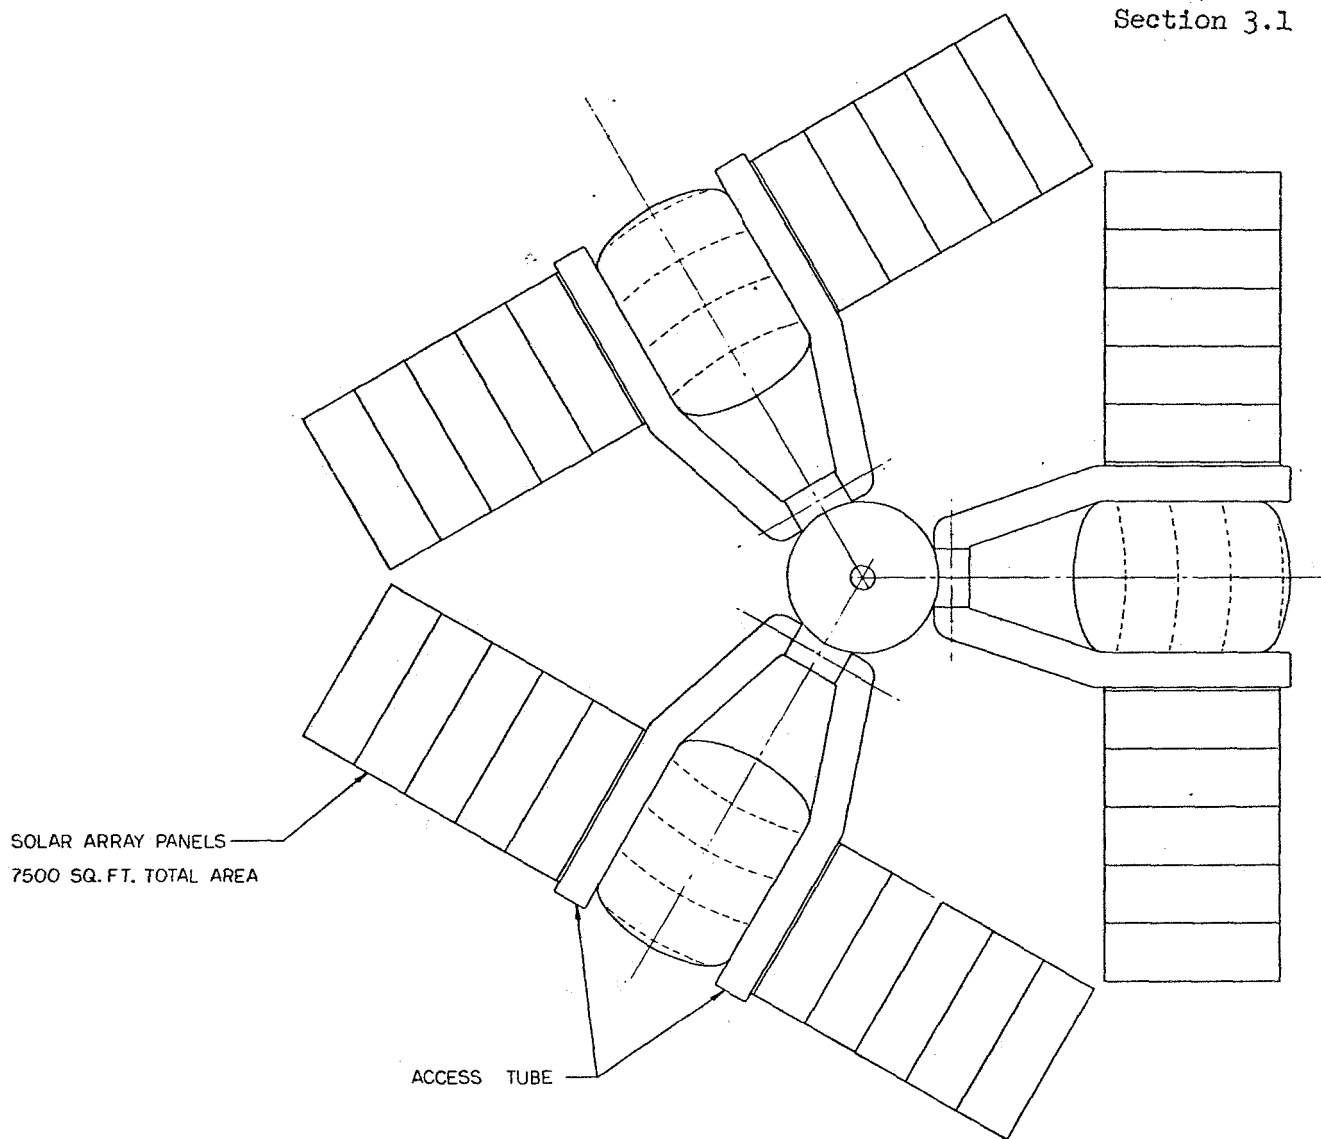 Section 3.1
SOLAR ARRAY PANELS
7500 SQ. FT. TOTAL AREA
ACCESS TUBE